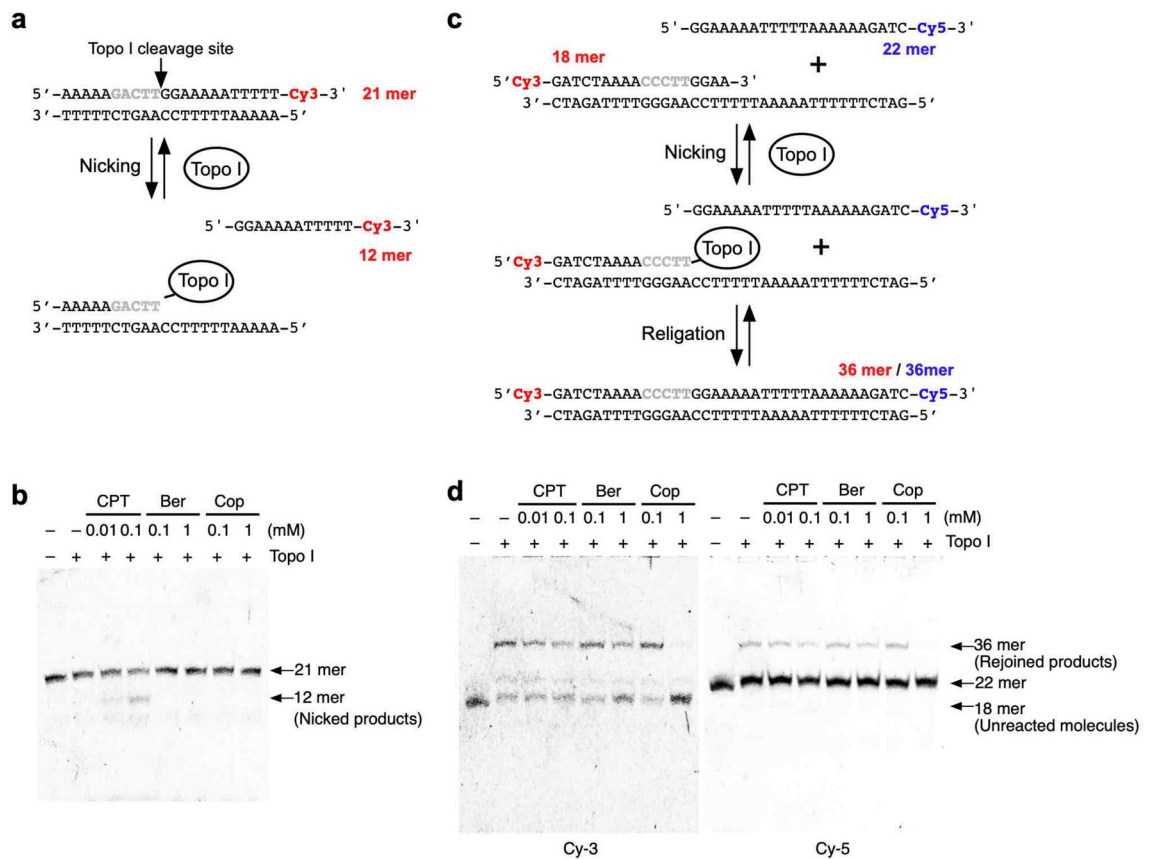 a
Topo I cleavage site
5′-AAAAAGACTTGGAAAAATTTTT-Cy3-3' 21 mer
3′-TTTTTCTGAACCTTTTTAAAAA-5′
Nicking Topo I
5'-GGAAAAATTTTT-Cy3-3'
12 mer
Topo I
5′-AAAAAGACTT
3′-TTTTTCTGAACCTTTTTAAAAA-5′
c
5'-GGAAAAATTTTTAAAAAAGATC-Cy5-3'
18 mer + 22 mer
5′Cy3-GATCTAAAACCCTTGGAA-3'
3′-CTAGATTTTGGGAACCTTTTTAAAAATTTTTTCTAG-5′
Nicking Topo I
5'-GGAAAAATTTTTAAAAAAGATC-Cy5-3'
Topo I +
5′Cy3-GATCTAAAACCCTT
3′-CTAGATTTTGGGAACCTTTTTAAAAATTTTTTCTAG-5′
Religation
36 mer / 36mer
5′Cy3-GATCTAAAACCCTTGGAAAAATTTTTAAAAAAGATC-Cy5-3'
3′-CTAGATTTTGGGAACCTTTTTAAAAATTTTTTCTAG-5′
b
CPT Ber Cop
– – 0.01 0.1 0.1 1 0.1 1 (mM)
– + + + + + + + Topo I
21 mer
12 mer
(Nicked products)
d
CPT Ber Cop CPT Ber Cop
– – 0.01 0.1 0.1 1 0.1 1 – – 0.01 0.1 0.1 1 0.1 1 (mM)
– + + + + + + + – + + + + + + + Topo I
36 mer
(Rejoined products)
22 mer
18 mer
(Unreacted molecules)
Cy-3 Cy-5